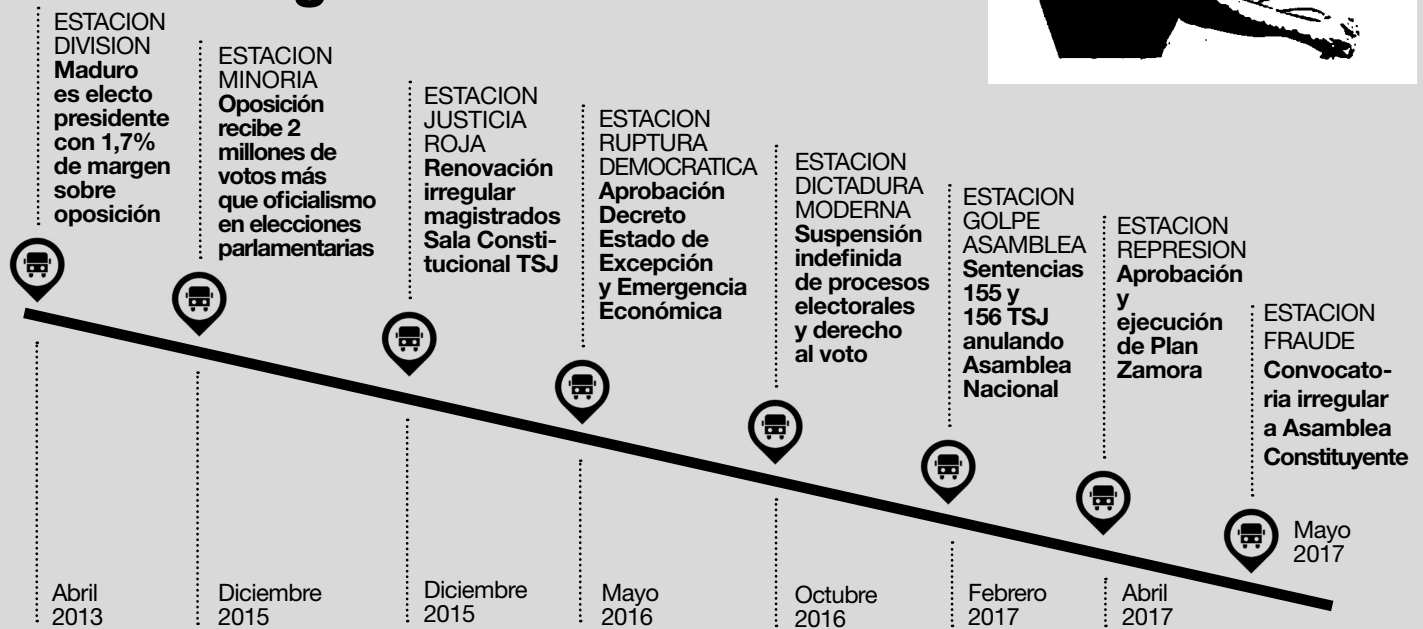 ESTACION
DIVISION
Maduro
es electo
presidente
con 1,7%
de margen
sobre
oposición
ESTACION
MINORIA
Oposición
recibe 2
millones de
votos más
que oficialismo
en elecciones
parlamentarias
ESTACION
JUSTICIA
ROJA
Renovación
irregular
magistrados
Sala Consti-
tucional TSJ
ESTACION
RUPTURA
DEMOCRATICA
Aprobación
Decreto
Estado de
Excepción
y Emergencia
Económica
ESTACION
DICTADURA
MODERNA
Suspensión
indefinida
de procesos
electorales
y derecho
al voto
ESTACION
GOLPE
ASAMBLEA
Sentencias
155 y
156 TSJ
anulando
Asamblea
Nacional
ESTACION
REPRESION
Aprobación
y
ejecución
de Plan
Zamora
ESTACION
FRAUDE
Convocato-
ria irregular
a Asamblea
Constituyente
Abril
2013
Diciembre
2015
Diciembre
2015
Mayo
2016
Octubre
2016
Febrero
2017
Abril
2017
Mayo
2017